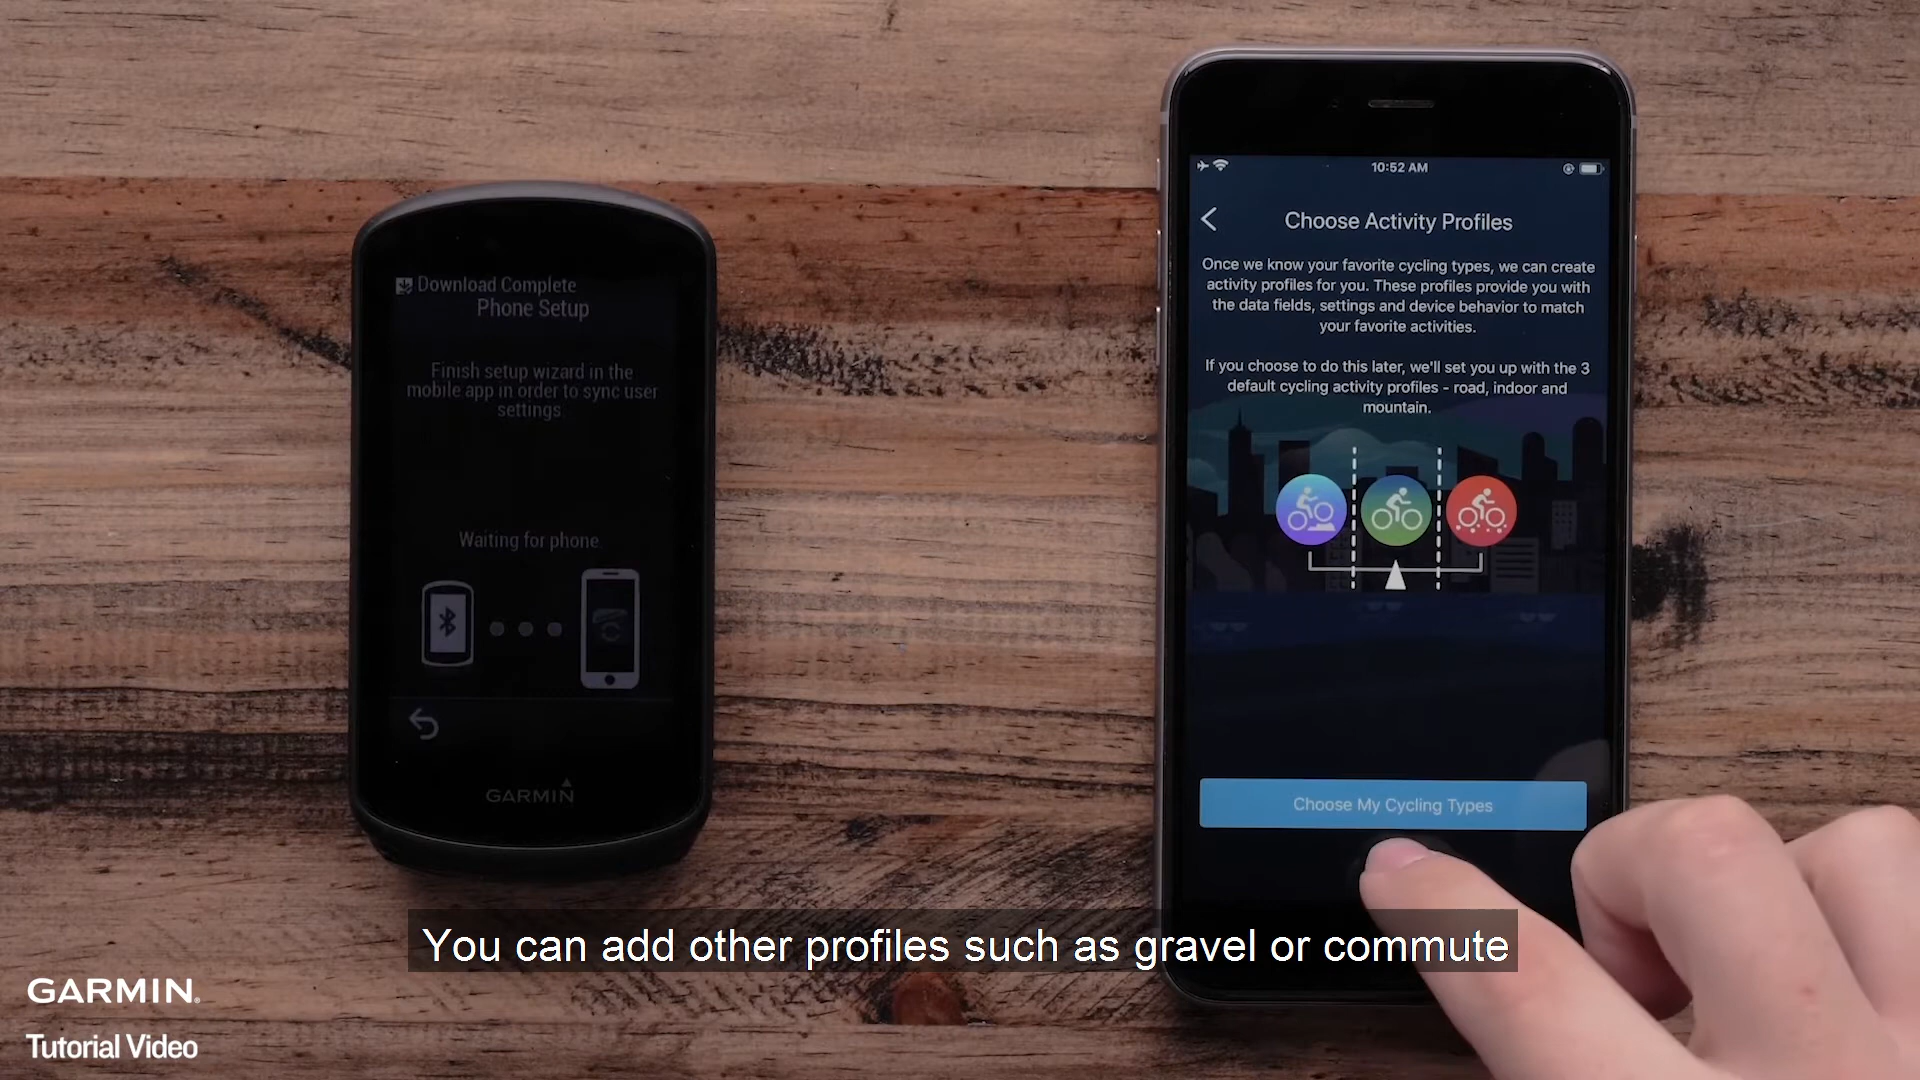 Download Complete
Phone Setup
Finish setup wizard in the
mobile app in order to sync user
settings
Waiting for phone
GARMIN
10:52 AM
Choose Activity Profiles
Once we know your favorite cycling types, we can create
activity profiles for you. These profiles provide you with
the data fields, settings and device behavior to match
your favorite activities.
If you choose to do this later, we'll set you up with the 3
default cycling activity profiles - road, indoor and
mountain.
Choose My Cycling Types
You can add other profiles such as gravel or commute
GARMIN.
Tutorial Video